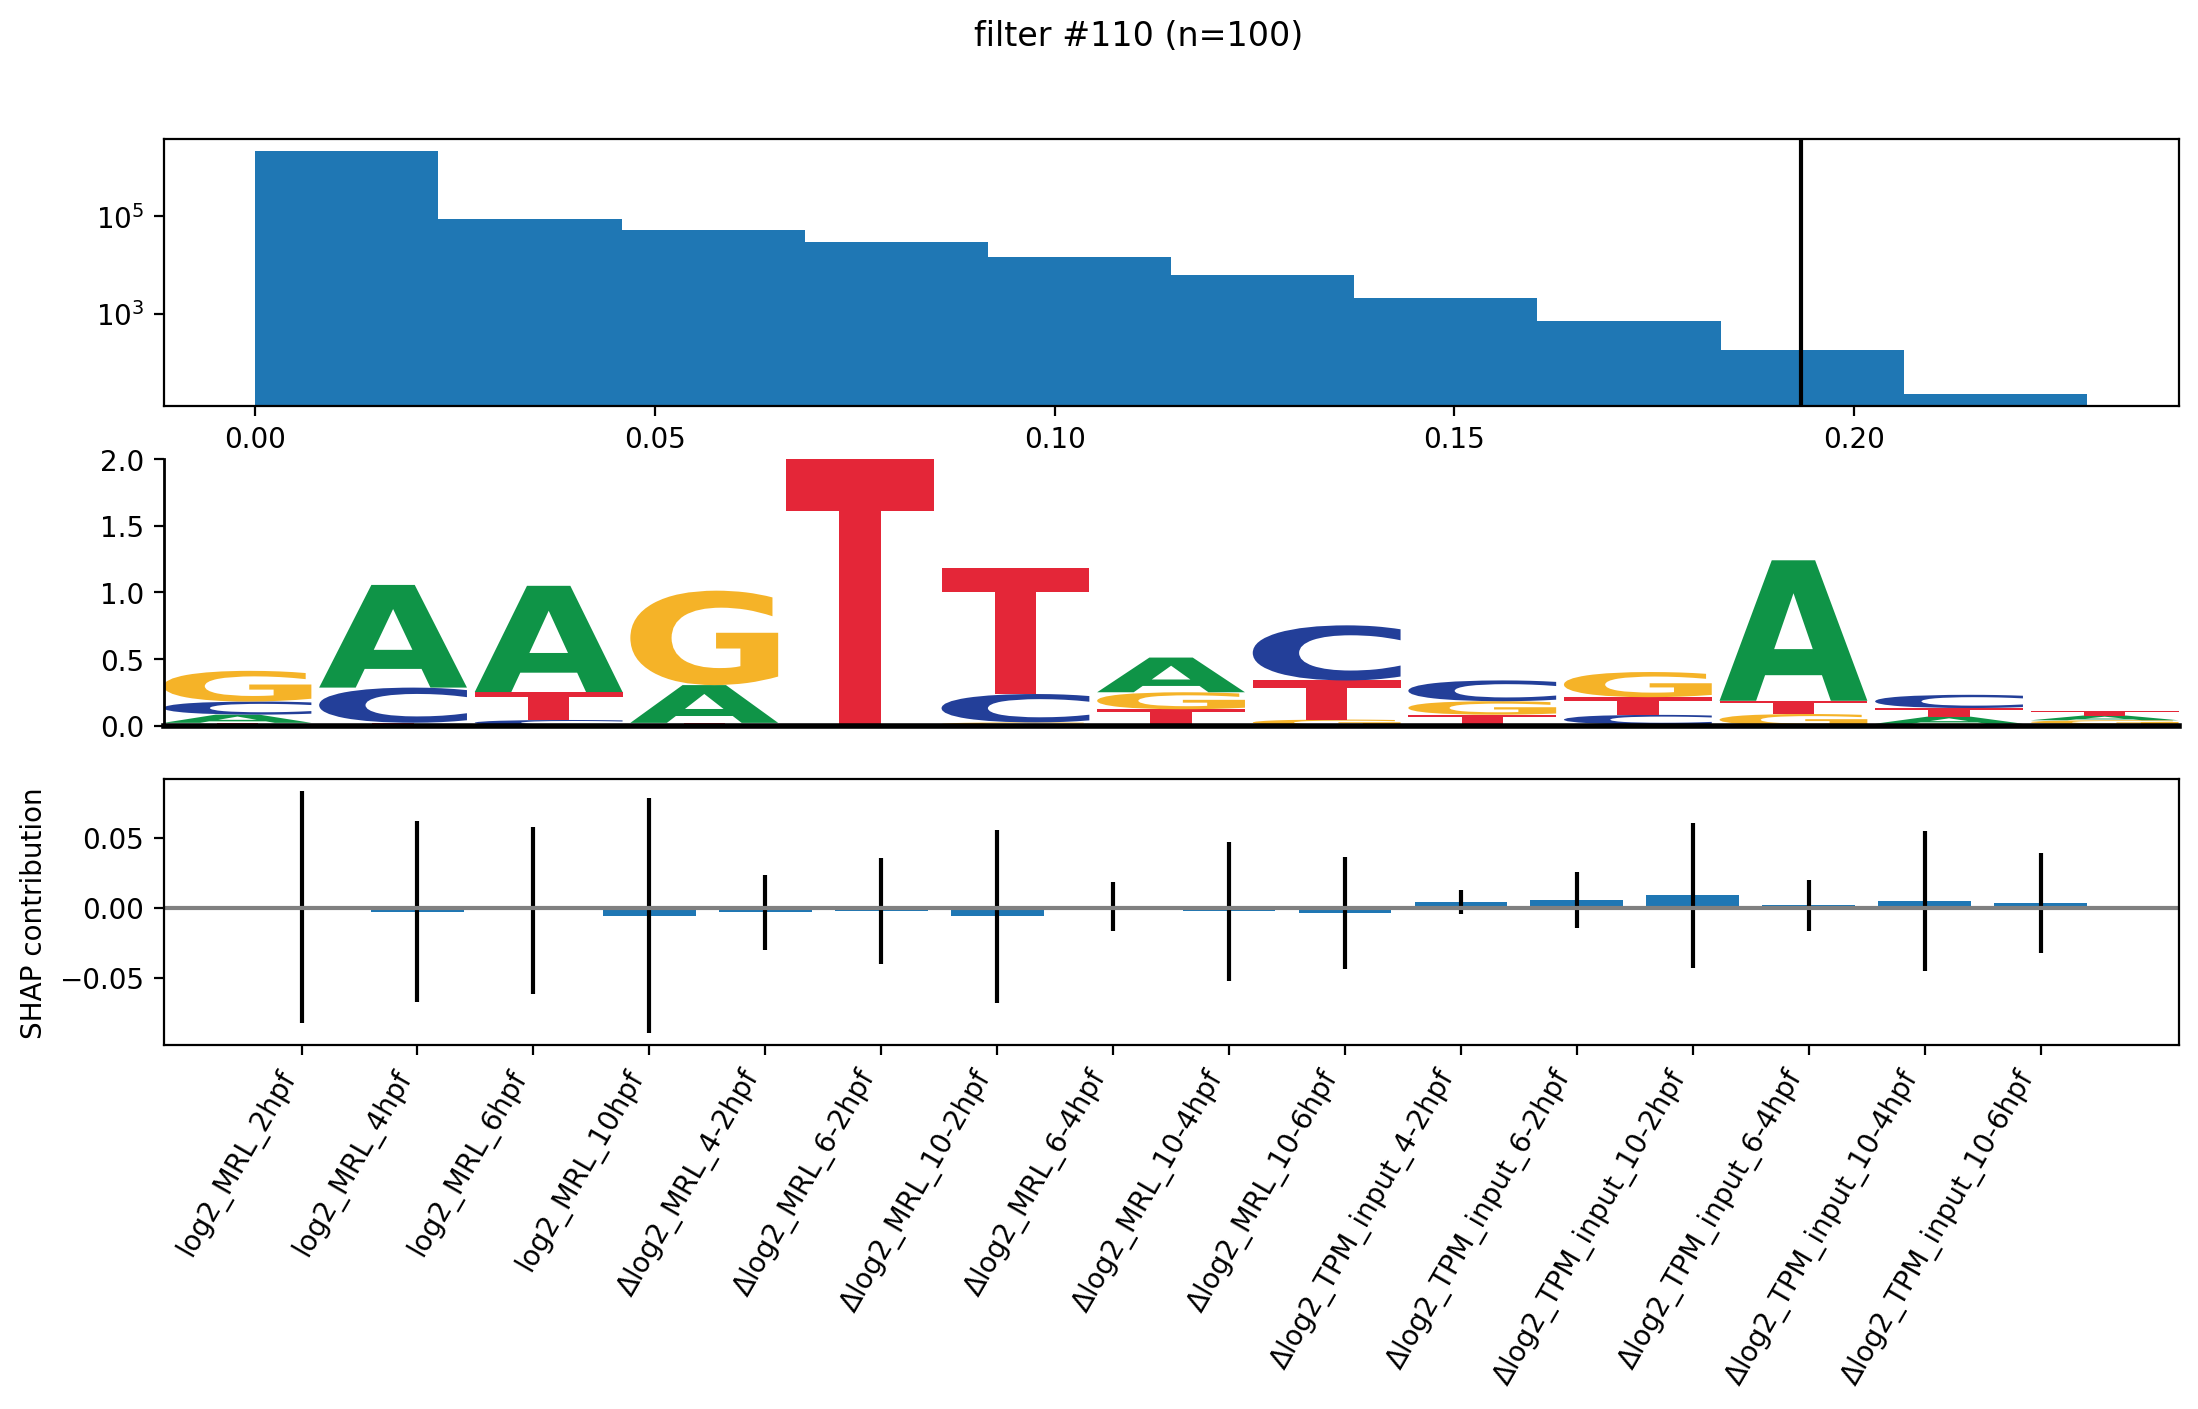 filter #110 (n=100)
10^5
10^3
0.00 0.05 0.10 0.15 0.20
2.0
1.5
1.0
0.5
0.0
G A A G T T A C C G A C T
C C T A C G T G T T T A
A C T G T C G A G
SHAP contribution
0.05
0.00
−0.05
log2_MRL_2hpf
log2_MRL_4hpf
log2_MRL_6hpf
log2_MRL_10hpf
Δlog2_MRL_4-2hpf
Δlog2_MRL_6-2hpf
Δlog2_MRL_10-2hpf
Δlog2_MRL_6-4hpf
Δlog2_MRL_10-4hpf
Δlog2_MRL_10-6hpf
Δlog2_TPM_input_4-2hpf
Δlog2_TPM_input_6-2hpf
Δlog2_TPM_input_10-2hpf
Δlog2_TPM_input_6-4hpf
Δlog2_TPM_input_10-4hpf
Δlog2_TPM_input_10-6hpf